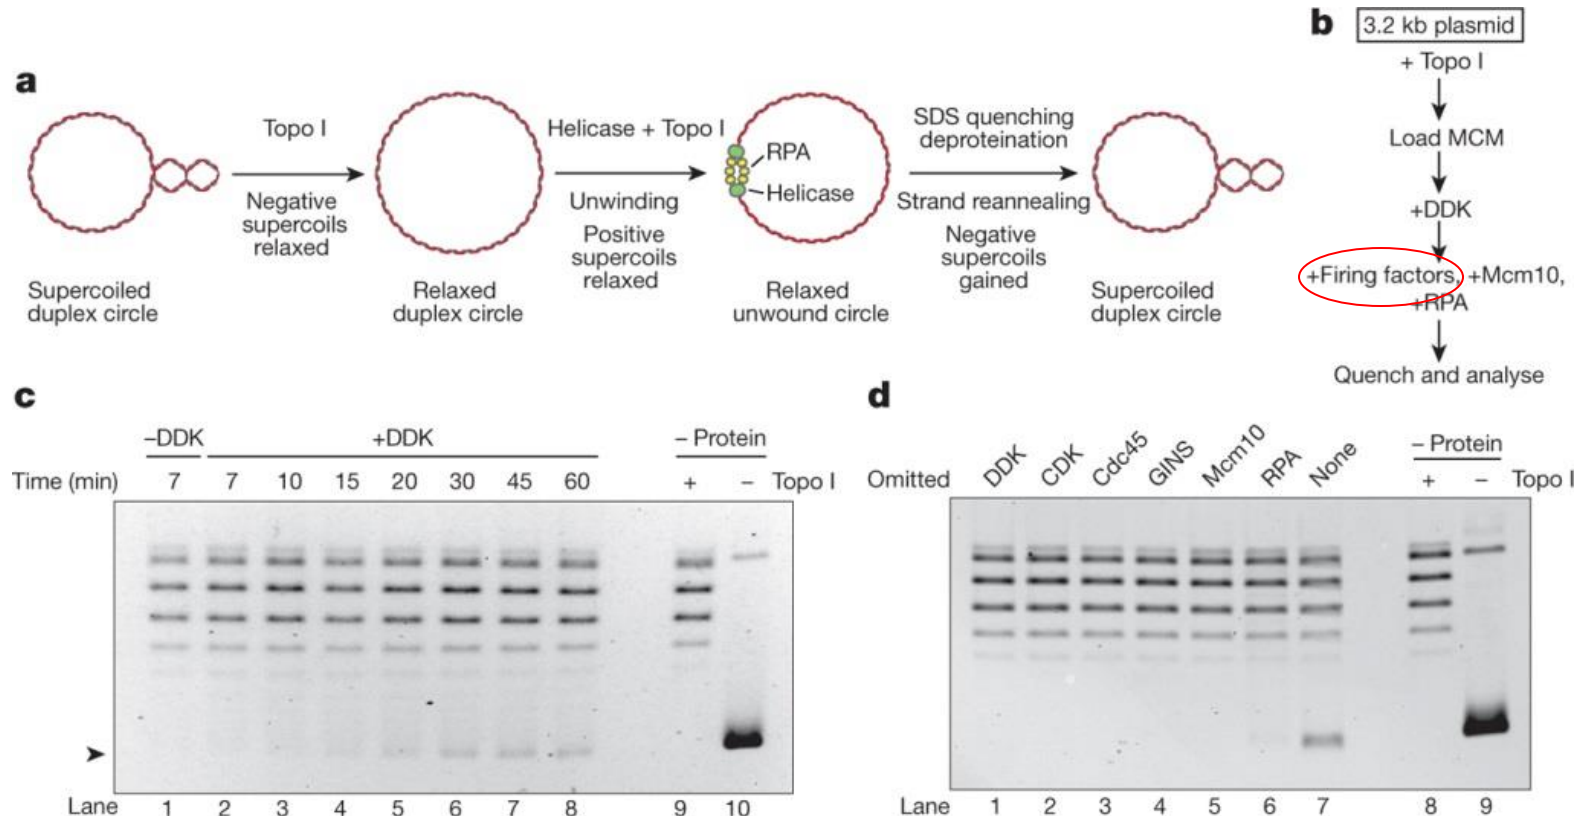 a
Topo I
Negative
supercoils
relaxed
Supercoiled
duplex circle
Relaxed
duplex circle
Helicase + Topo I
Unwinding
Positive
supercoils
relaxed
RPA
Helicase
Relaxed
unwound circle
SDS quenching
deproteination
Strand reannealing
Negative
supercoils
gained
Supercoiled
duplex circle
b
3.2 kb plasmid
+ Topo I
Load MCM
+DDK
+Firing factors, +Mcm10,
+RPA
Quench and analyse
c
–DDK +DDK – Protein
Time (min) 7 7 10 15 20 30 45 60 + – Topo I
Lane 1 2 3 4 5 6 7 8 9 10
d
– Protein
Omitted DDK CDK Cdc45 GINS Mcm10 RPA None + – Topo I
Lane 1 2 3 4 5 6 7 8 9